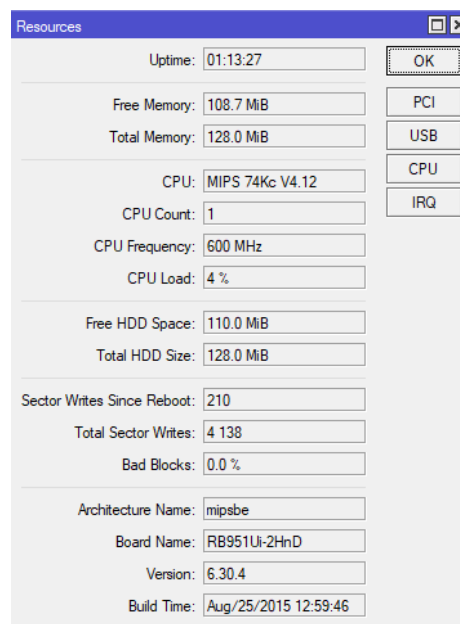 Resources
Uptime: 01:13:27
OK
Free Memory: 108.7 MiB
PCI
Total Memory: 128.0 MiB
USB
CPU: MIPS 74Kc V4.12
CPU
CPU Count: 1
IRQ
CPU Frequency: 600 MHz
CPU Load: 4 %
Free HDD Space: 110.0 MiB
Total HDD Size: 128.0 MiB
Sector Writes Since Reboot: 210
Total Sector Writes: 4 138
Bad Blocks: 0.0 %
Architecture Name: mipsbe
Board Name: RB951Ui-2HnD
Version: 6.30.4
Build Time: Aug/25/2015 12:59:46